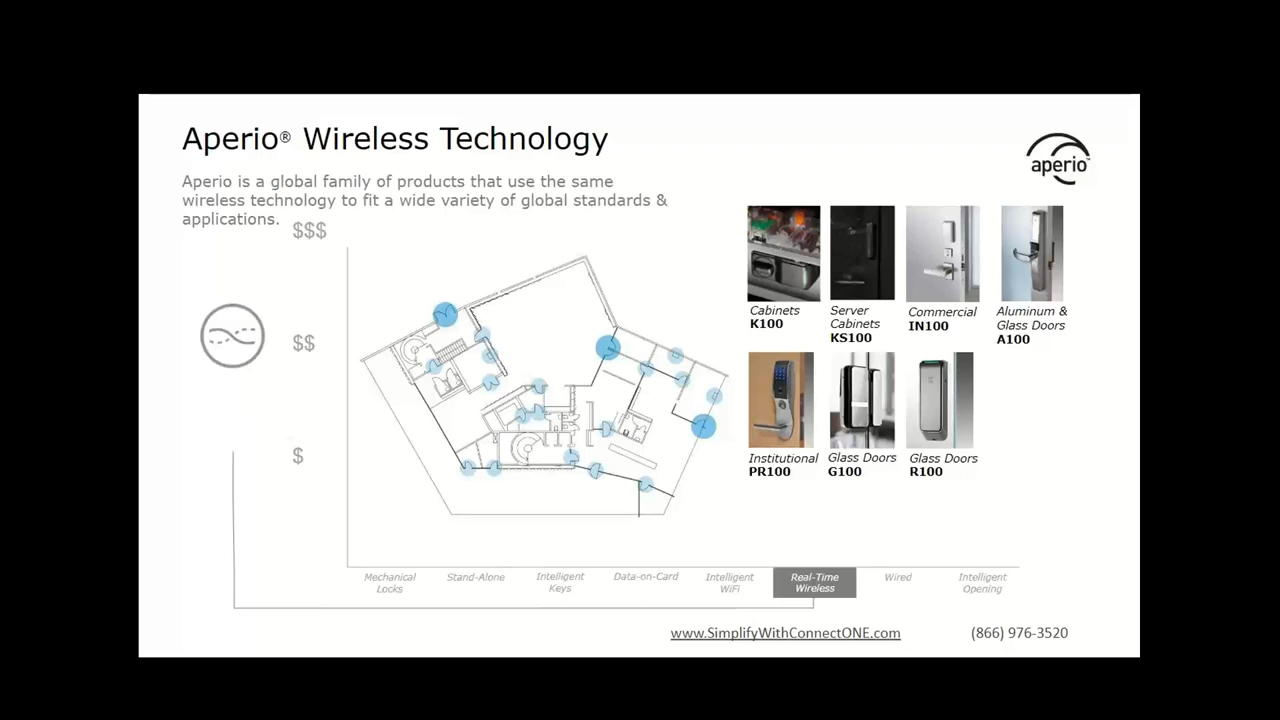 Aperio® Wireless Technology
Aperio is a global family of products that use the same
wireless technology to fit a wide variety of global standards &
applications.
aperio™
$$$
$$
$
Cabinets
K100
Server
Cabinets
KS100
Commercial
IN100
Aluminum &
Glass Doors
A100
Institutional
PR100
Glass Doors
G100
Glass Doors
R100
Mechanical
Locks
Stand-Alone
Intelligent
Keys
Data-on-Card
Intelligent
WiFi
Real-Time
Wireless
Wired
Intelligent
Opening
www.SimplifyWithConnectONE.com
(866) 976-3520